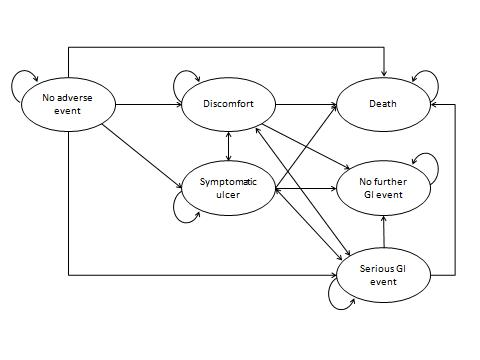 No adverse
event
Discomfort
Death
Symptomatic
ulcer
No further
GI event
Serious GI
event